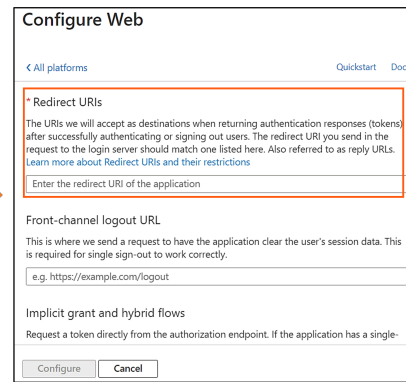 Configure Web
All platforms
Quickstart Doc
* Redirect URIs
The URIs we will accept as destinations when returning authentication responses (tokens)
after successfully authenticating or signing out users. The redirect URI you send in the
request to the login server should match one listed here. Also referred to as reply URLs.
Learn more about Redirect URIs and their restrictions
Enter the redirect URI of the application
Front-channel logout URL
This is where we send a request to have the application clear the user's session data. This
is required for single sign-out to work correctly.
e.g. https://example.com/logout
Implicit grant and hybrid flows
Request a token directly from the authorization endpoint. If the application has a single-
Configure Cancel